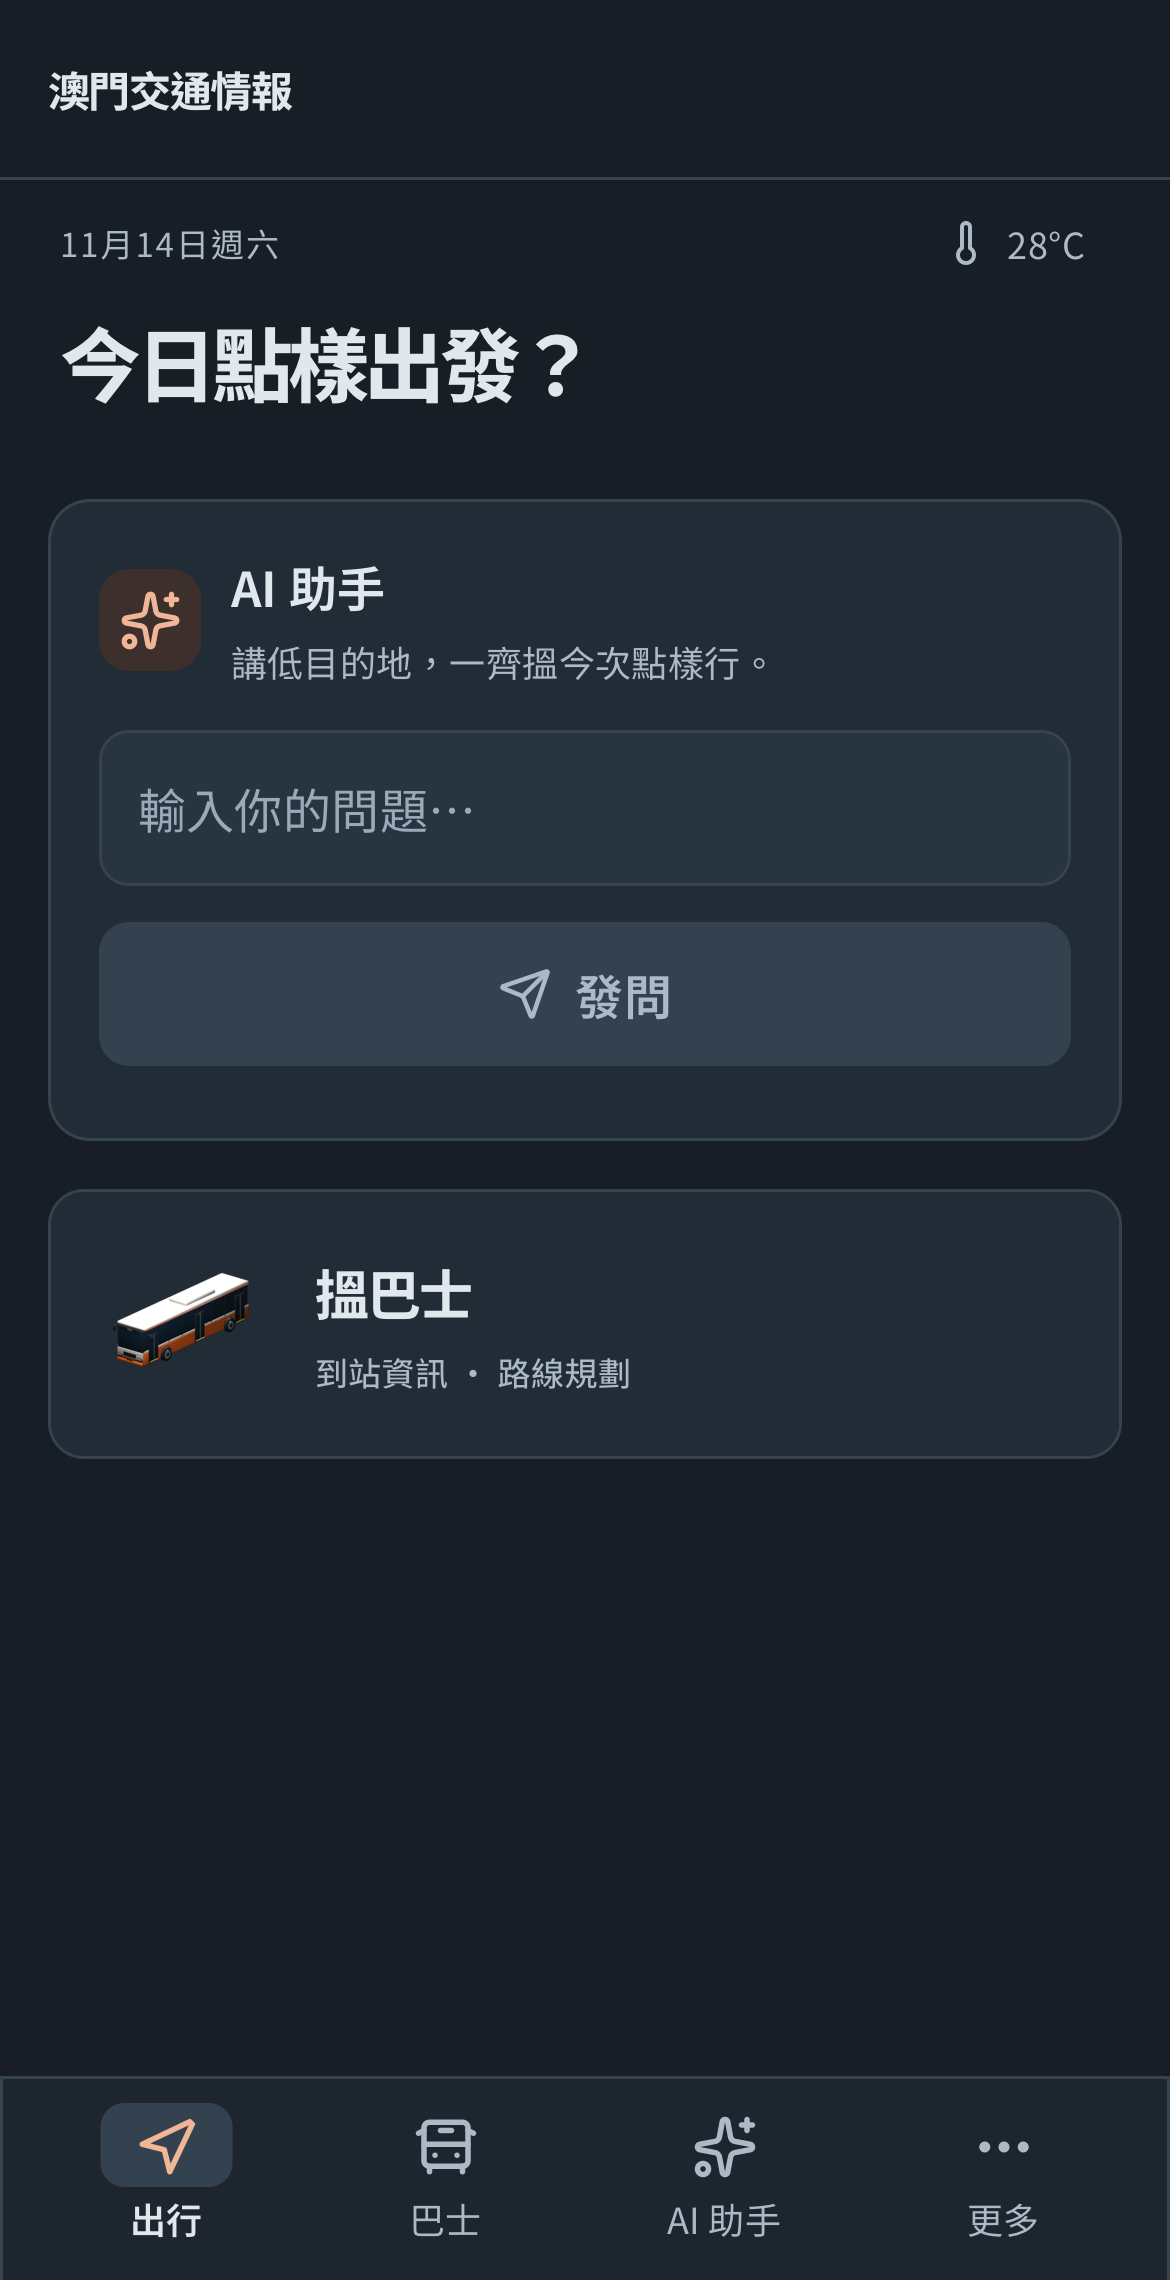 澳門交通情報
11月14日週六
28°C
今日點樣出發？
AI 助手
講低目的地，一齊搵今次點樣行。
輸入你的問題…
發問
搵巴士
到站資訊 • 路線規劃
出行
巴士
AI 助手
更多